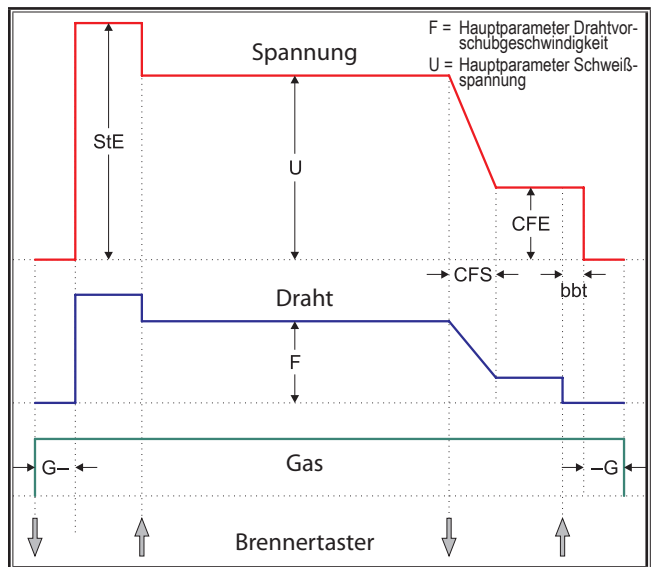 F = Hauptparameter Drahtvor-
schubgeschwindigkeit
U = Hauptparameter Schweiß-
spannung
Spannung
StE
U
CFE
CFS
bbt
Draht
F
G–
Gas
–G
Brennertaster